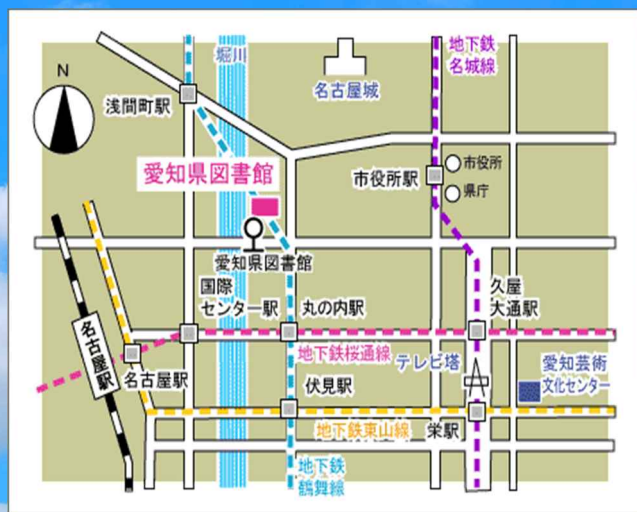 N
堀川
名古屋城
地下鉄
名城線
浅間町駅
愛知県図書館
市役所駅
市役所
県庁
愛知県図書館
国際
センター駅
丸の内駅
久屋
大通駅
名古屋駅
名古屋駅
地下鉄桜通線
テレビ塔
愛知芸術
文化センター
伏見駅
地下鉄東山線
栄駅
地下鉄
鶴舞線